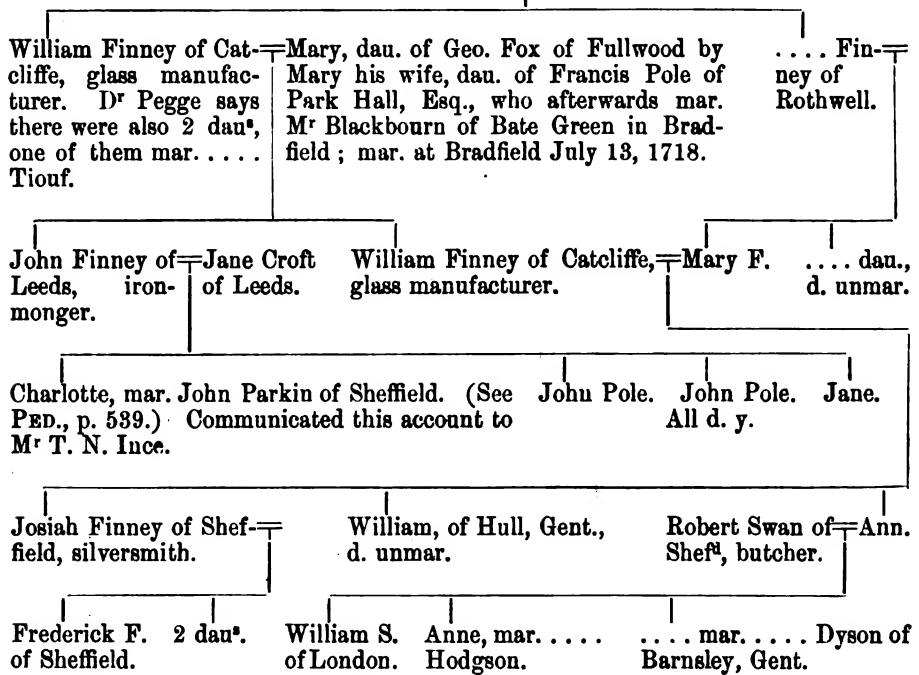 William Finney of Cat-
cliffe, glass manufac-
turer. Dr Pegge says
there were also 2 daus,
one of them mar. . . . .
Tiouf.
Mary, dau. of Geo. Fox of Fullwood by
Mary his wife, dau. of Francis Pole of
Park Hall, Esq., who afterwards mar.
Mr Blackbourn of Bate Green in Brad-
field ; mar. at Bradfield July 13, 1718.
. . . . Fin-
ney of
Rothwell.
John Finney of
Leeds, iron-
monger.
Jane Croft
of Leeds.
William Finney of Catcliffe,
glass manufacturer.
Mary F.
. . . . dau.,
d. unmar.
Charlotte, mar. John Parkin of Sheffield. (See
PED., p. 539.) Communicated this account to
Mr T. N. Ince.
John Pole.
John Pole.
All d. y.
Jane.
Josiah Finney of Shef-
field, silversmith.
William, of Hull, Gent.,
d. unmar.
Robert Swan of
Shefd, butcher.
Ann.
Frederick F.
of Sheffield.
2 daus.
William S.
of London.
Anne, mar. . . . .
Hodgson.
. . . . mar. . . . . Dyson of
Barnsley, Gent.